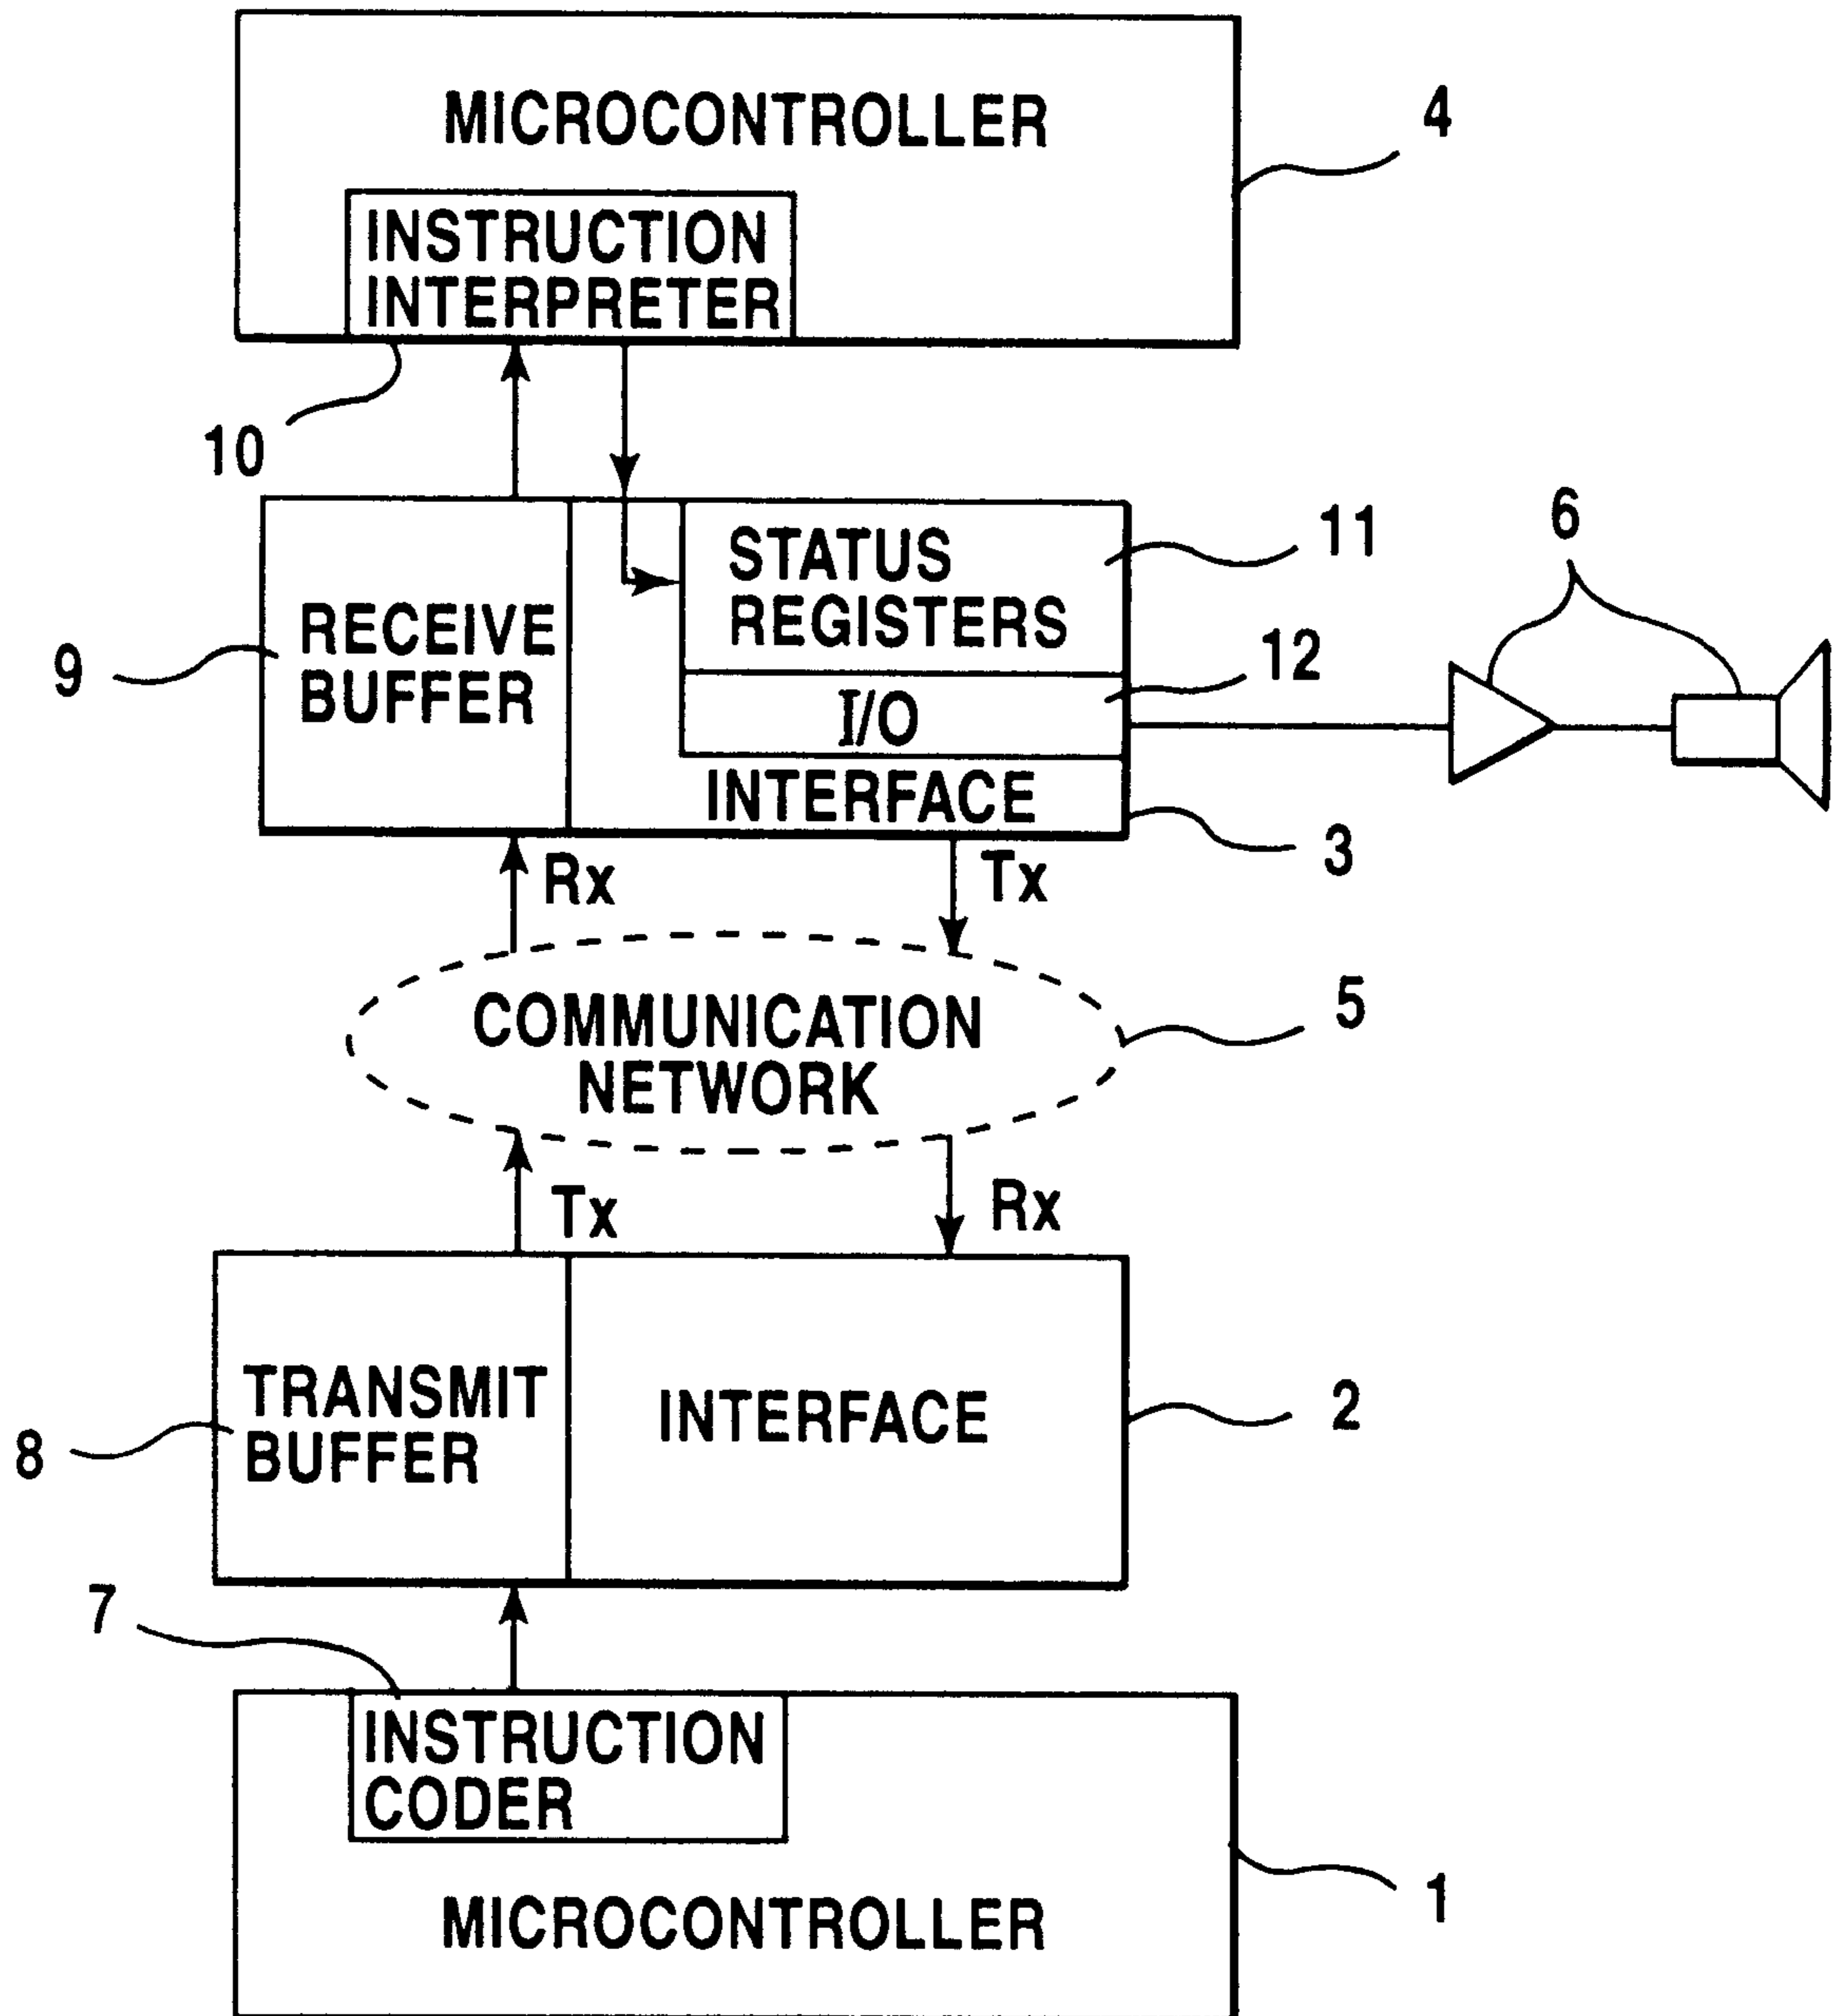 MICROCONTROLLER
4
INSTRUCTION
INTERPRETER
10
STATUS
REGISTERS
11
6
RECEIVE
BUFFER
9
12
I/O
INTERFACE
3
Rx
Tx
COMMUNICATION
NETWORK
5
Tx
Rx
TRANSMIT
BUFFER
8
INTERFACE
2
7
INSTRUCTION
CODER
MICROCONTROLLER
1